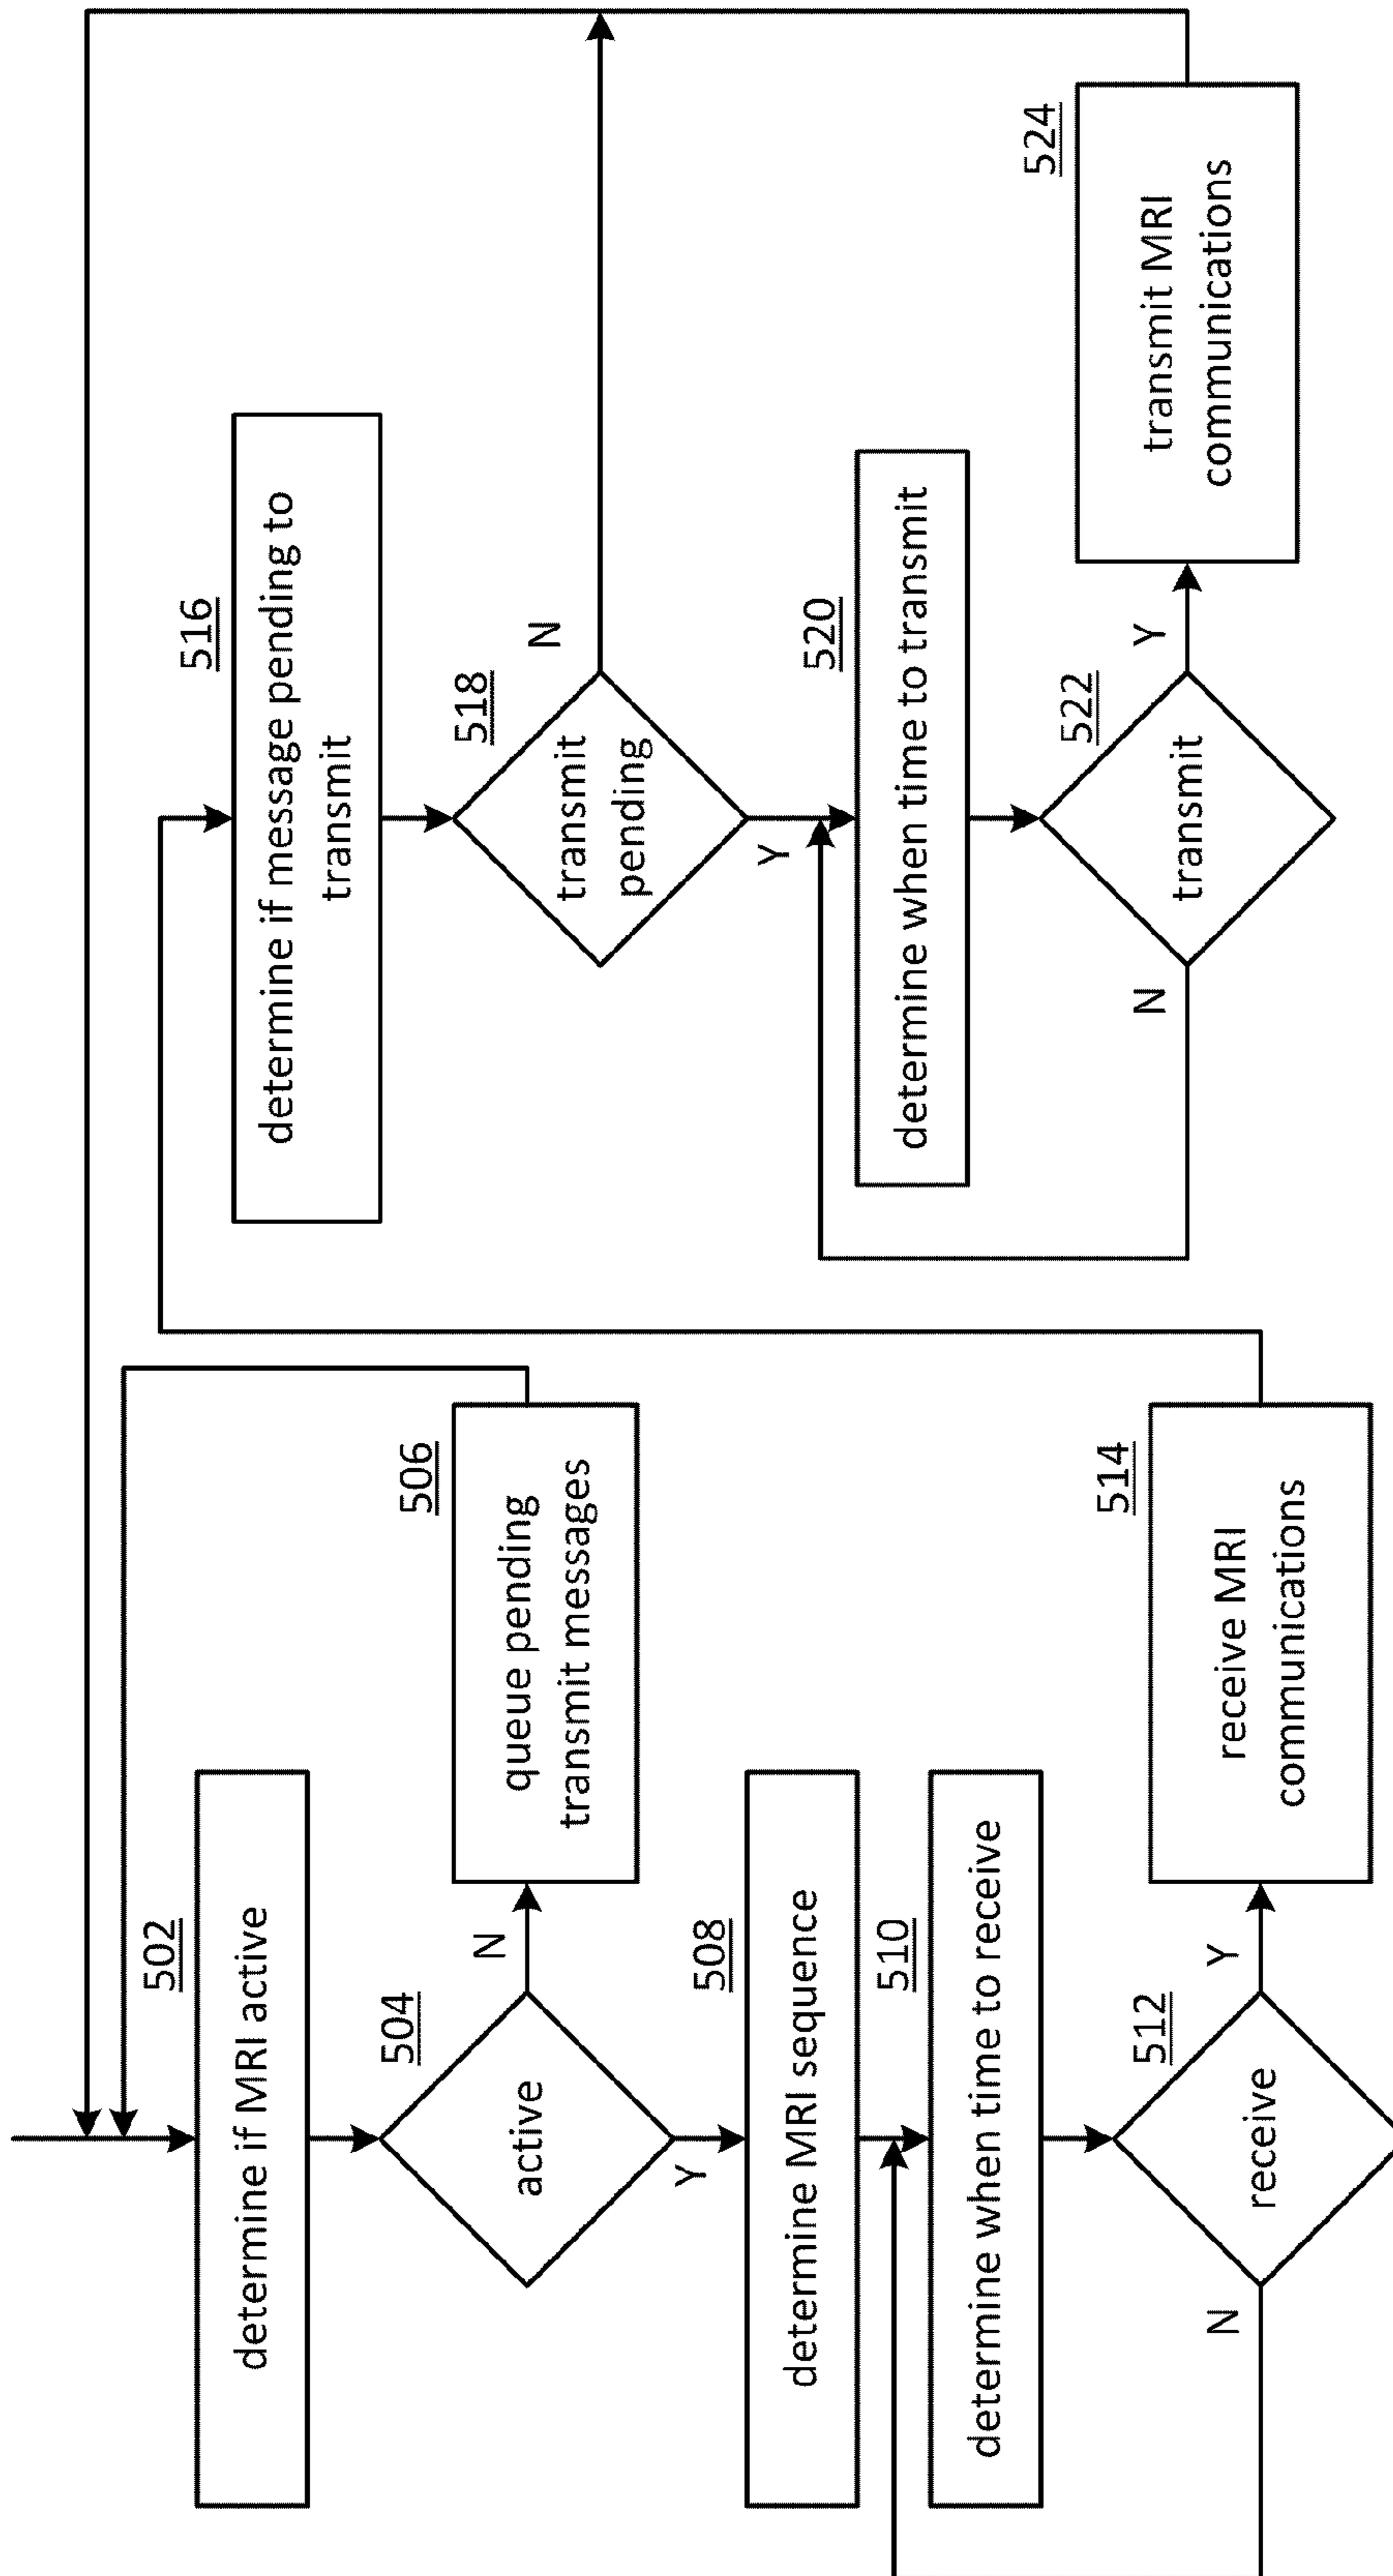 502
determine if MRI active
504
active
N
Y
506
queue pending
transmit messages
508
determine MRI sequence
510
determine when time to receive
512
receive
N
Y
514
receive MRI
communications
516
determine if message pending to
transmit
518
transmit
pending
N
Y
520
determine when time to transmit
522
transmit
N
Y
524
transmit MRI
communications